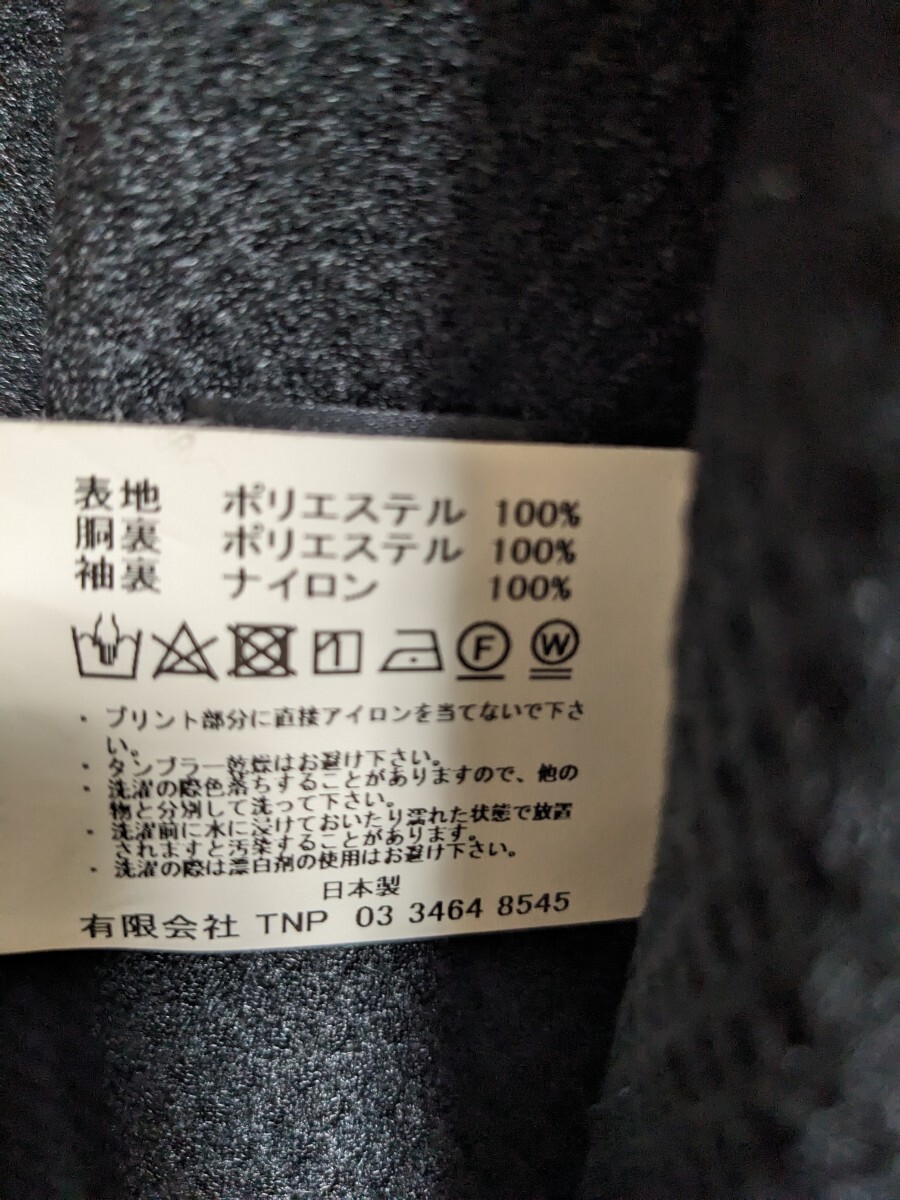 表地 ポリエステル 100%
胴裏 ポリエステル 100%
袖裏 ナイロン 100%
F W
・プリント部分に直接アイロンを当てないで下さ
い。
・タンブラー乾燥はお避け下さい。
・洗濯の際色落ちすることがありますので、他の
物と分別して洗って下さい。
・洗濯前に水に浸けておいたり濡れた状態で放置
されますと汚染することがあります。
・洗濯の際は漂白剤の使用はお避け下さい。
日本製
有限会社 TNP 03 3464 8545